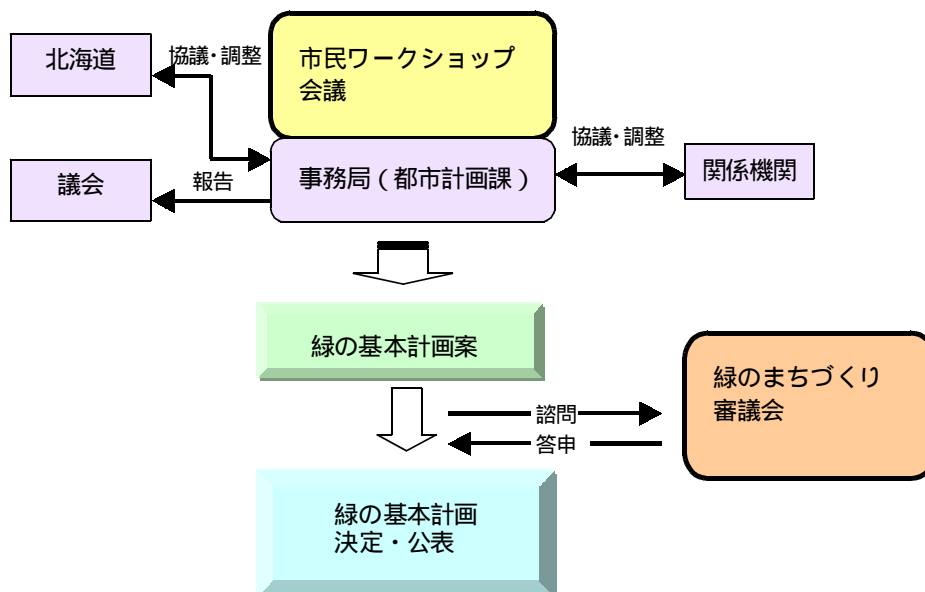 北海道
協議・調整
市民ワークショップ
会議
協議・調整
議会
報告
事務局（都市計画課）
関係機関
緑の基本計画案
緑のまちづくり
審議会
諮問
答申
緑の基本計画
決定・公表